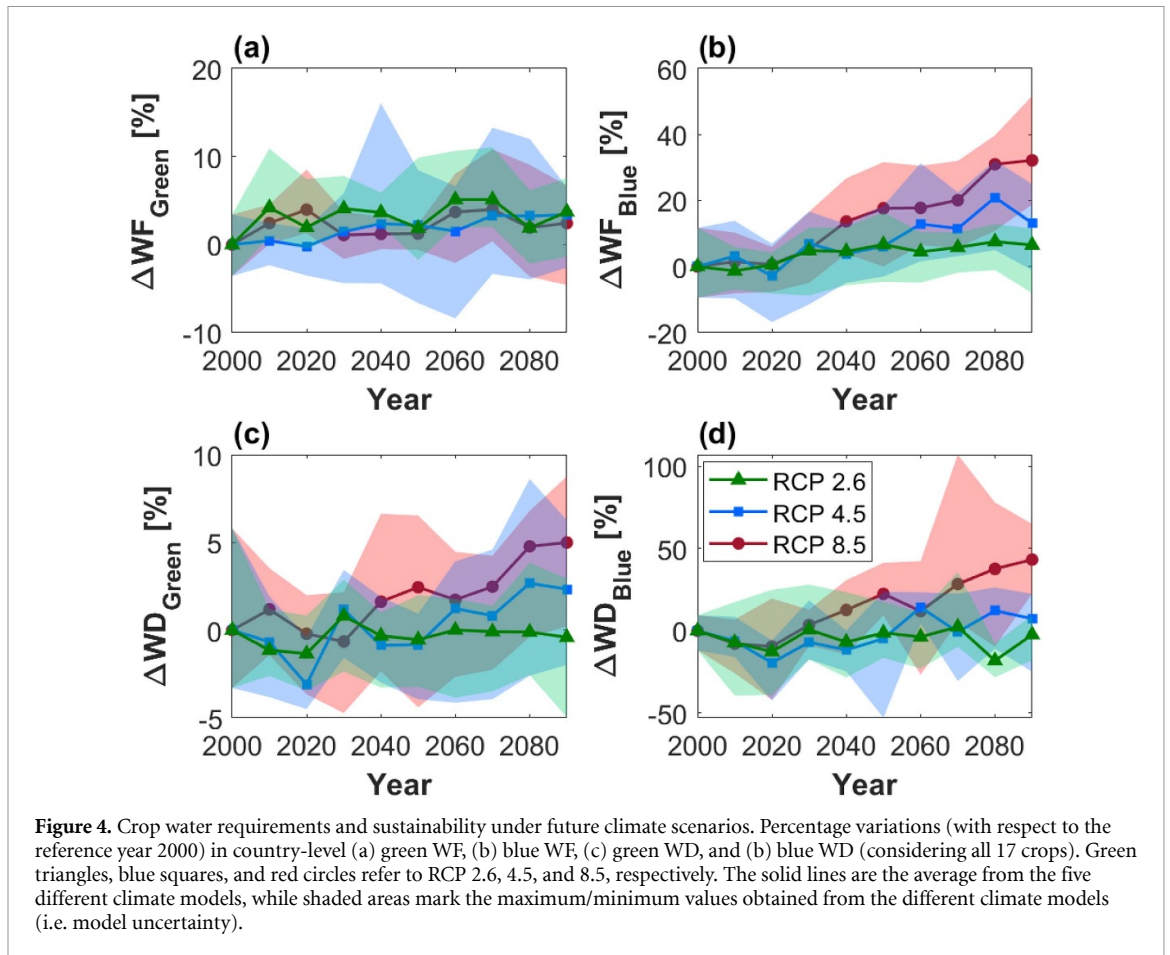 (a)
20
10
0
-10
ΔWF_Green [%]
2000 2020 2040 2060 2080
Year
(b)
60
40
20
0
-20
ΔWF_Blue [%]
2000 2020 2040 2060 2080
Year
(c)
10
5
0
-5
ΔWD_Green [%]
2000 2020 2040 2060 2080
Year
(d)
100
50
0
-50
ΔWD_Blue [%]
RCP 2.6
RCP 4.5
RCP 8.5
2000 2020 2040 2060 2080
Year
Figure 4. Crop water requirements and sustainability under future climate scenarios. Percentage variations (with respect to the
reference year 2000) in country-level (a) green WF, (b) blue WF, (c) green WD, and (b) blue WD (considering all 17 crops). Green
triangles, blue squares, and red circles refer to RCP 2.6, 4.5, and 8.5, respectively. The solid lines are the average from the five
different climate models, while shaded areas mark the maximum/minimum values obtained from the different climate models
(i.e. model uncertainty).